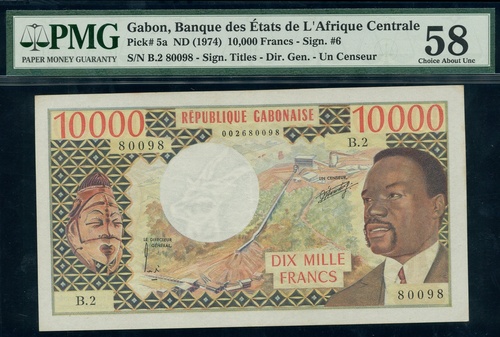 PMG
PAPER MONEY GUARANTY
Gabon, Banque des États de L'Afrique Centrale
Pick# 5a   ND (1974)   10,000 Francs - Sign. #6
S/N B.2 80098 - Sign. Titles - Dir. Gen. - Un Censeur
58
Choice About Unc
10000
RÉPUBLIQUE GABONAISE
10000
80098
002680098
B.2
UN CENSEUR,
LE DIRECTEUR
GÉNÉRAL,
DIX MILLE
FRANCS
B.2
80098